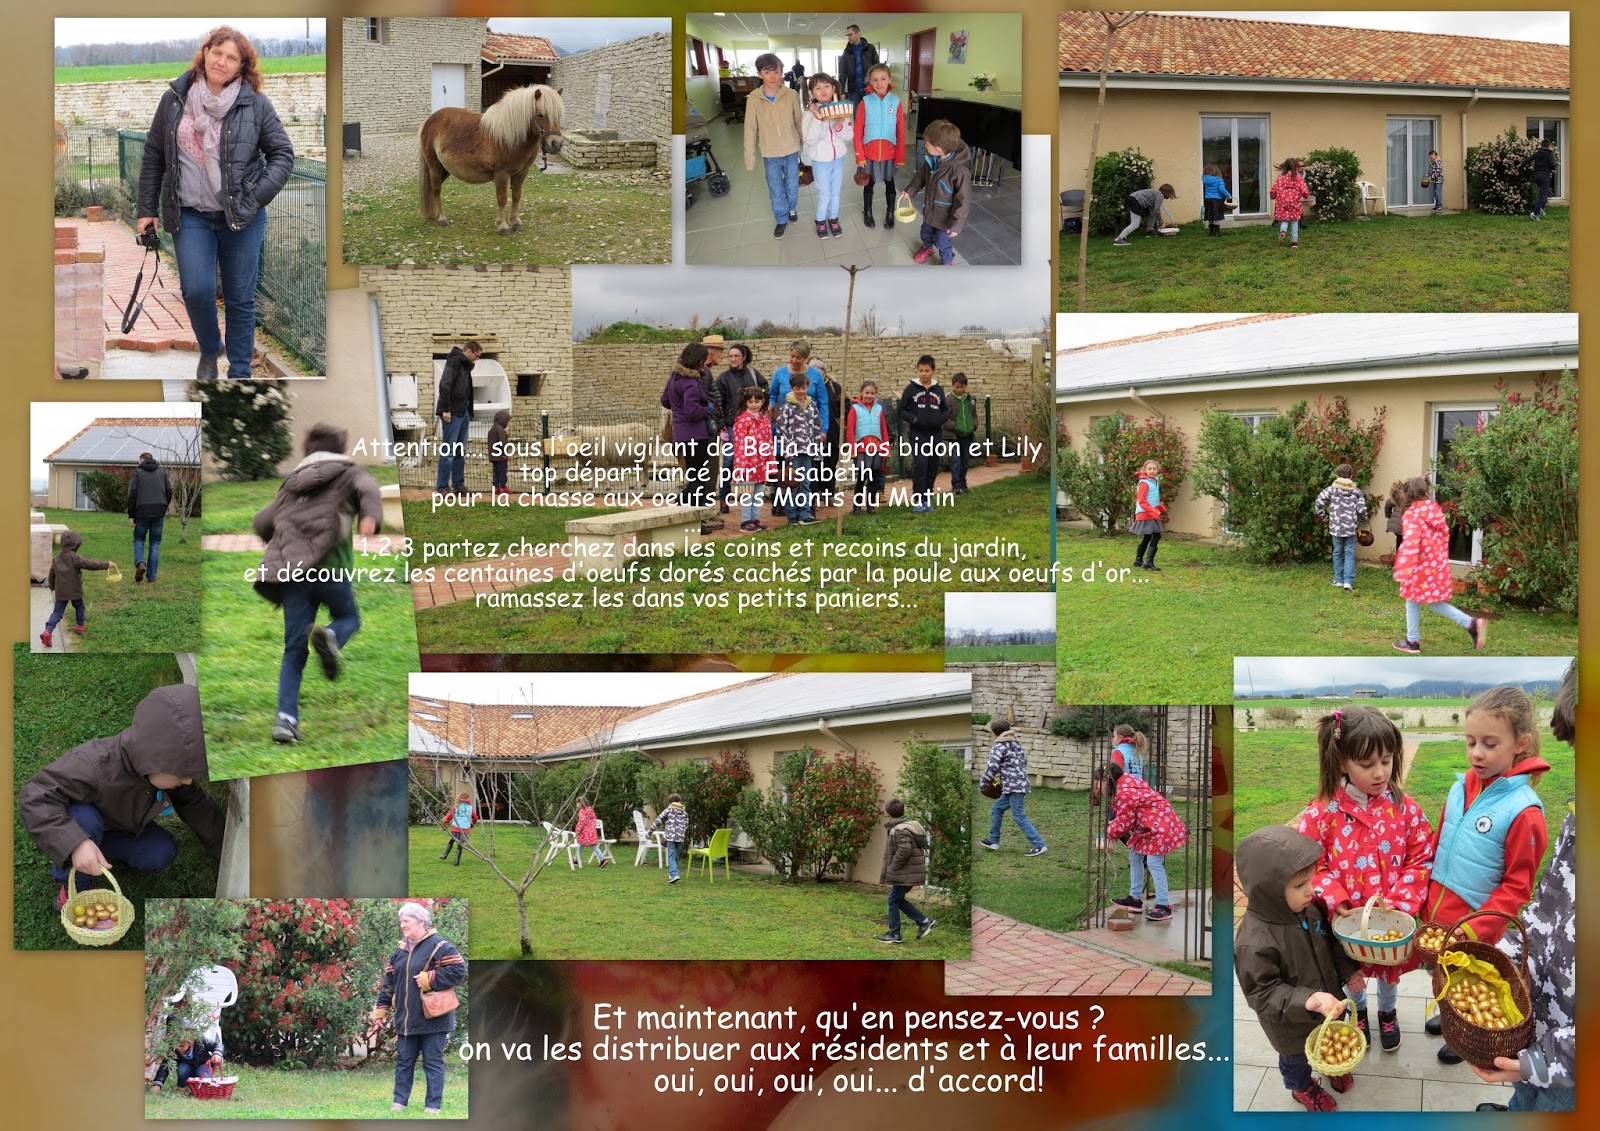 Attention... sous l'oeil vigilant de Bella au gros bidon et Lily
top départ lancé par Elisabeth
pour la chasse aux oeufs des Monts du Matin
...
1,2,3 partez,cherchez dans les coins et recoins du jardin,
et découvrez les centaines d'oeufs dorés cachés par la poule aux oeufs d'or...
ramassez les dans vos petits paniers...
Et maintenant, qu'en pensez-vous ?
on va les distribuer aux résidents et à leur familles...
oui, oui, oui, oui... d'accord!